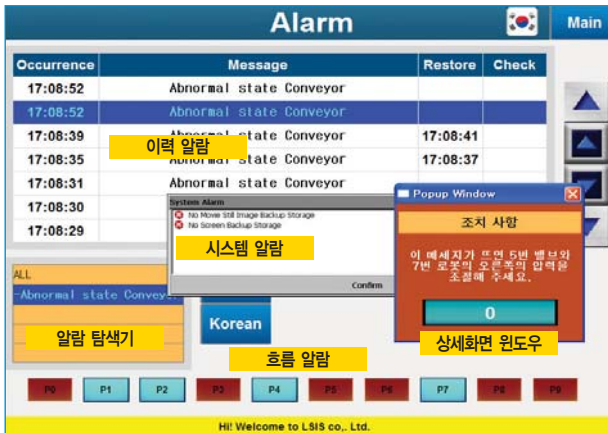 Alarm
Main
Occurrence Message Restore Check
17:08:52 Abnormal state Conveyor
17:08:52 Abnormal state Conveyor
17:08:39 Abnormal state Conveyor 17:08:41
이력 알람
17:08:35 Abnormal state Conveyor 17:08:37
17:08:31 Abnormal state Conveyor
17:08:30
17:08:29
System Alarm
No Movie Still Image Backup Storage
No Screen Backup Storage
시스템 알람
Confirm
Popup Window
조치 사항
이 메세지가 뜨면 5번 밸브와
7번 로봇의 오른쪽의 압력을
조절해 주세요.
0
상세화면 윈도우
ALL
-Abnormal state Conveyor
알람 탐색기
Korean
흐름 알람
P0 P1 P2 P3 P4 P5 P6 P7 P8 P9
Hi! Welcome to LSIS co,. Ltd.